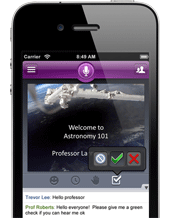 Carrier 8:49 AM
Welcome to
Astronomy 101
Professor La
Trevor Lee: Hello professor
Prof Roberts: Hello everyone! Please give me a green
check if you can hear me ok